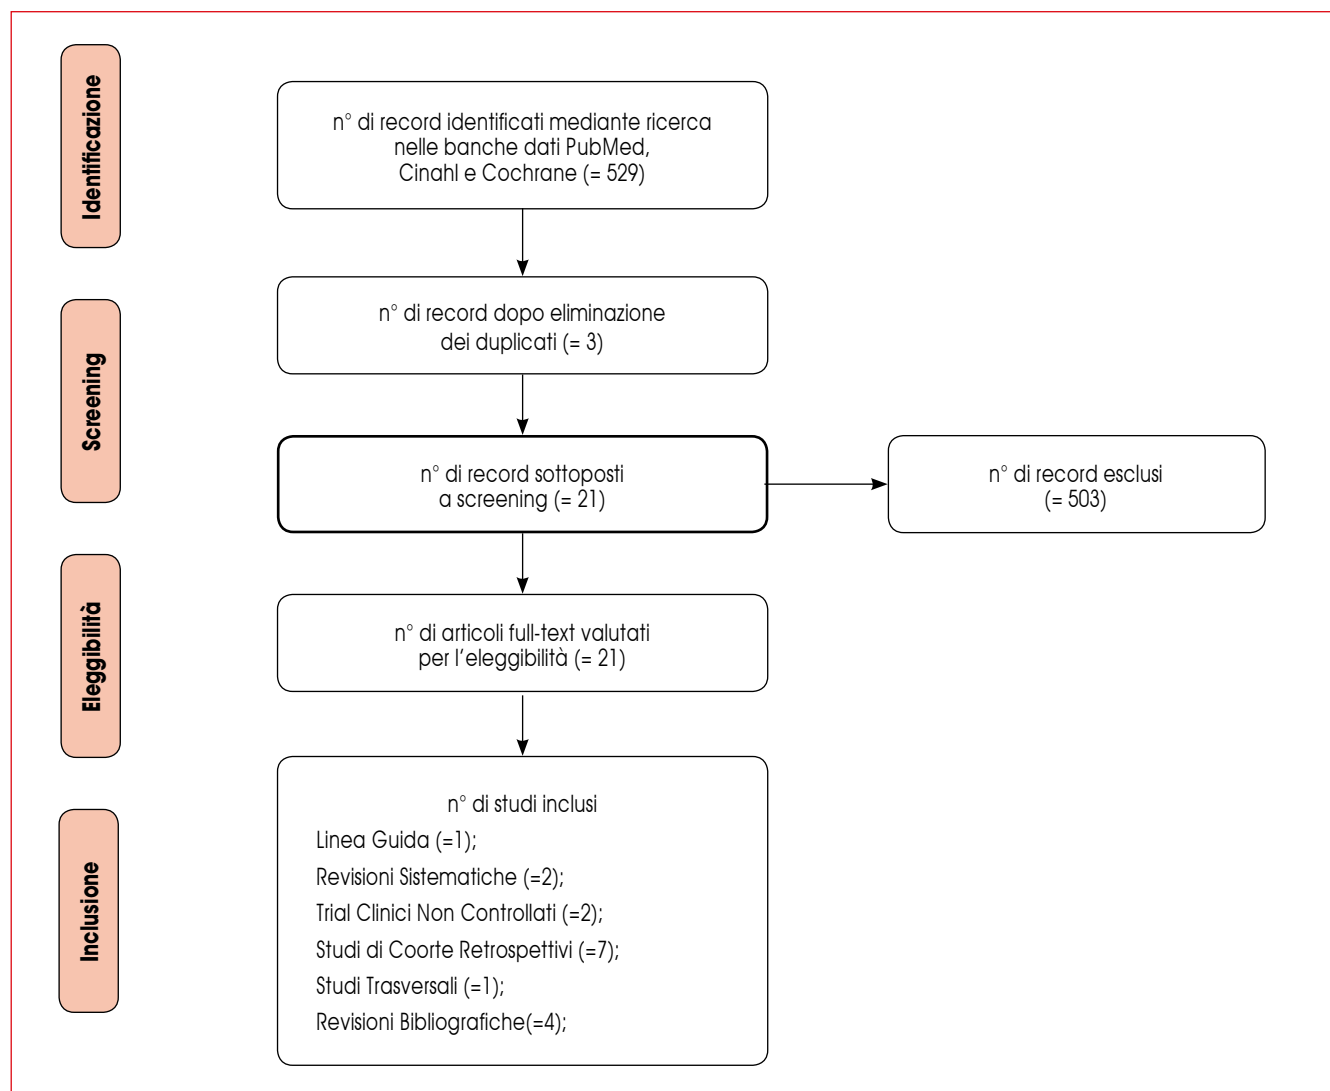 Identificazione
n° di record identificati mediante ricerca
nelle banche dati PubMed,
Cinahl e Cochrane (= 529)
Screening
n° di record dopo eliminazione
dei duplicati (= 3)
n° di record sottoposti
a screening (= 21)
n° di record esclusi
(= 503)
Eleggibilità
n° di articoli full-text valutati
per l'eleggibilità (= 21)
Inclusione
n° di studi inclusi
Linea Guida (=1);
Revisioni Sistematiche (=2);
Trial Clinici Non Controllati (=2);
Studi di Coorte Retrospettivi (=7);
Studi Trasversali (=1);
Revisioni Bibliografiche(=4);